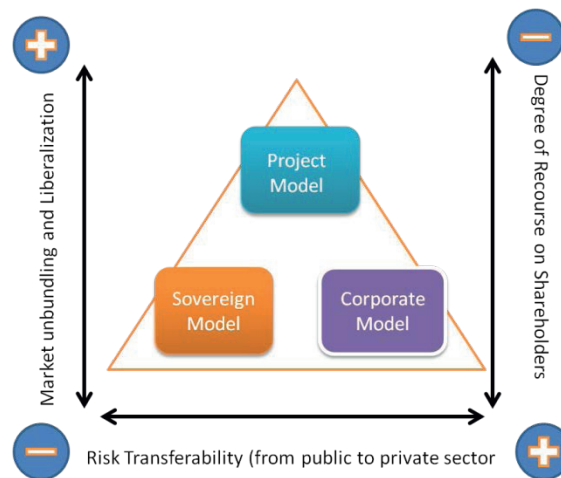 Market unbundling and Liberalization
Degree of Recourse on Shareholders
Project
Model
Sovereign
Model
Corporate
Model
Risk Transferability (from public to private sector